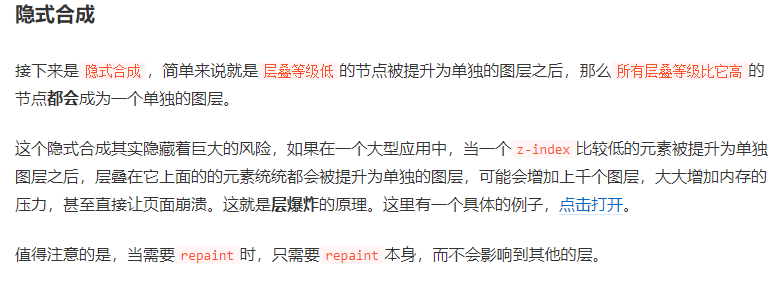 隐式合成
接下来是 隐式合成 ，简单来说就是 层叠等级低 的节点被提升为单独的图层之后，那么 所有层叠等级比它高 的
节点都会成为一个单独的图层。
这个隐式合成其实隐藏着巨大的风险，如果在一个大型应用中，当一个 z-index 比较低的元素被提升为单独
图层之后，层叠在它上面的的元素统统都会被提升为单独的图层，可能会增加上千个图层，大大增加内存的
压力，甚至直接让页面崩溃。这就是层爆炸的原理。这里有一个具体的例子，点击打开。
值得注意的是，当需要 repaint 时，只需要 repaint 本身，而不会影响到其他的层。